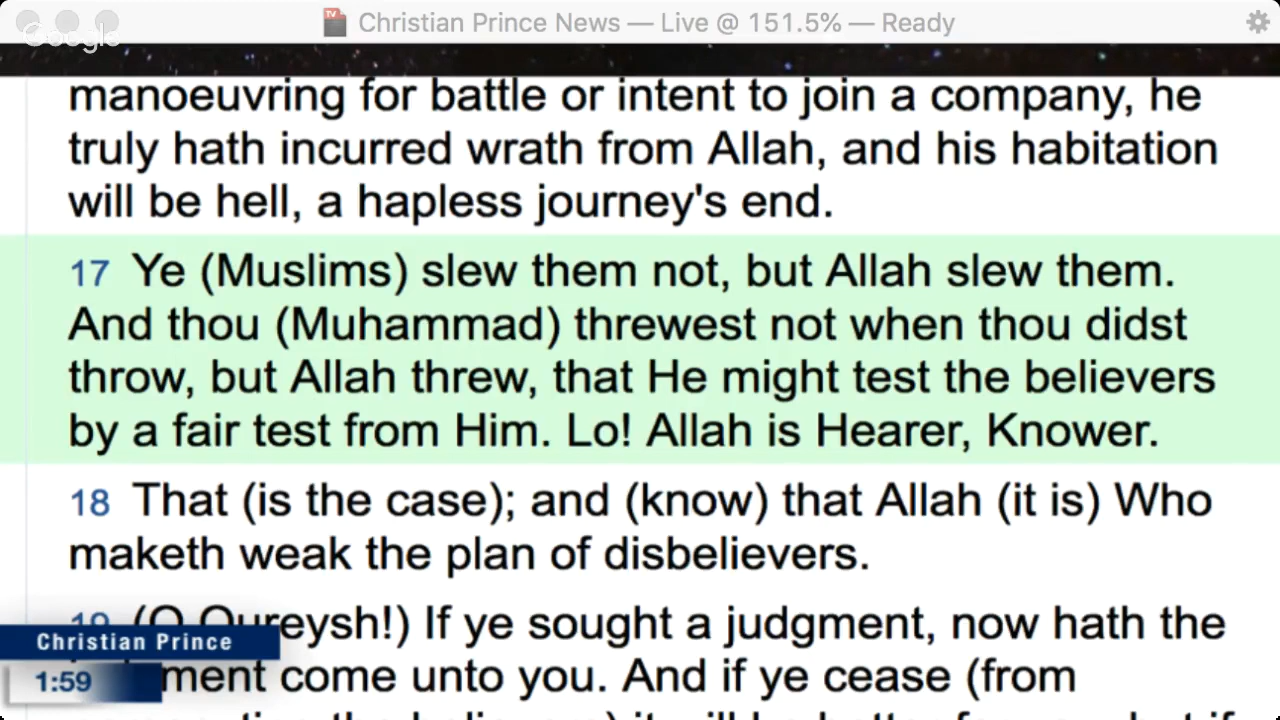 Christian Prince News — Live @ 151.5% — Ready
Google
manoeuvring for battle or intent to join a company, he
truly hath incurred wrath from Allah, and his habitation
will be hell, a hapless journey's end.
17 Ye (Muslims) slew them not, but Allah slew them.
And thou (Muhammad) threwest not when thou didst
throw, but Allah threw, that He might test the believers
by a fair test from Him. Lo! Allah is Hearer, Knower.
18 That (is the case); and (know) that Allah (it is) Who
maketh weak the plan of disbelievers.
19 (O Qureysh!) If ye sought a judgment, now hath the
Christian Prince
ment come unto you. And if ye cease (from
1:59